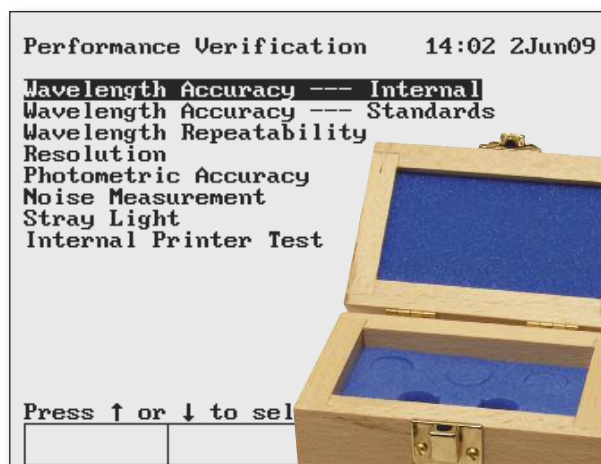 Performance Verification 14:02 2Jun09
Wavelength Accuracy --- Internal
Wavelength Accuracy --- Standards
Wavelength Repeatability
Resolution
Photometric Accuracy
Noise Measurement
Stray Light
Internal Printer Test
Press ↑ or ↓ to sel